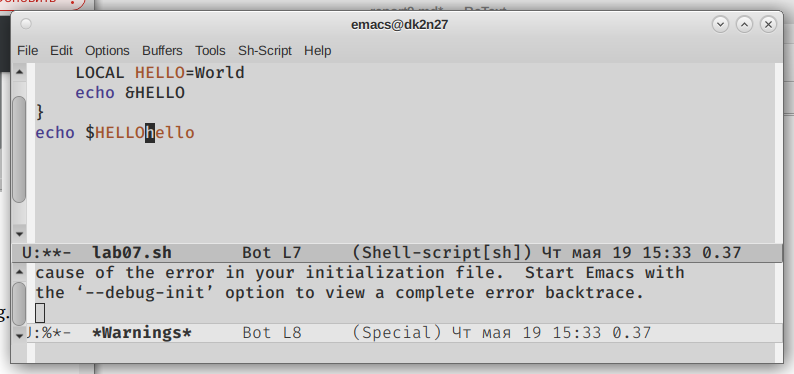 emacs@dk2n27
File Edit Options Buffers Tools Sh-Script Help
LOCAL HELLO=World
echo &HELLO
}
echo $HELLOhello
U:**- lab07.sh Bot L7 (Shell-script[sh]) Чт мая 19 15:33 0.37
cause of the error in your initialization file. Start Emacs with
the ‘--debug-init’ option to view a complete error backtrace.
U:%*- *Warnings* Bot L8 (Special) Чт мая 19 15:33 0.37